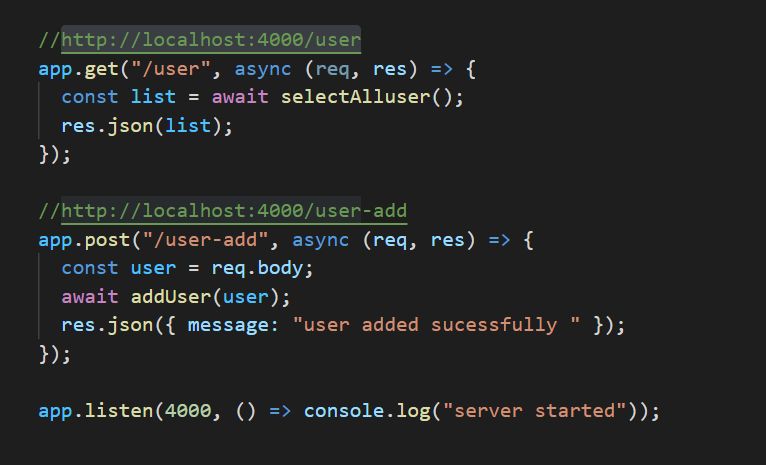 //http://localhost:4000/user
app.get("/user", async (req, res) => {
  const list = await selectAlluser();
  res.json(list);
});

//http://localhost:4000/user-add
app.post("/user-add", async (req, res) => {
  const user = req.body;
  await addUser(user);
  res.json({ message: "user added sucessfully " });
});

app.listen(4000, () => console.log("server started"));